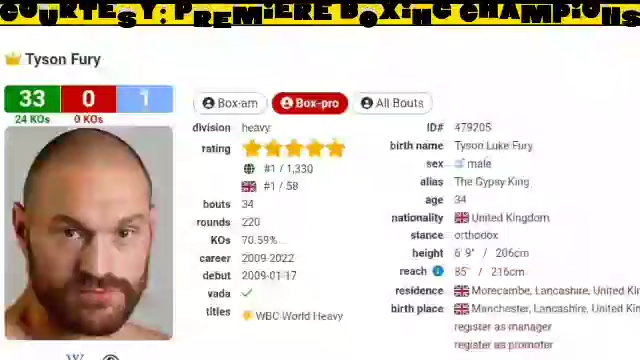 COURTESY: PREMIERE BOXING CHAMPIONS
Tyson Fury
33 0 1
24 KOs 0 KOs
Box-am Box-pro All Bouts
division heavy
rating
#1 / 1,330
#1 / 58
bouts 34
rounds 220
KOs 70.59%
career 2009-2022
debut 2009-01-17
vada
titles WBC World Heavy
ID# 479205
birth name Tyson Luke Fury
sex male
alias The Gypsy King
age 34
nationality United Kingdom
stance orthodox
height 6′ 9″ / 206cm
reach 85″ / 216cm
residence Morecambe, Lancashire, United Ki
birth place Manchester, Lancashire, United Ki
register as manager
register as promoter
W